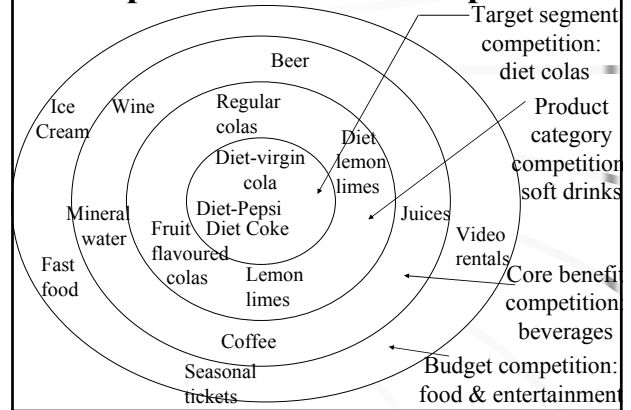 Target segment
competition:
diet colas
Beer
Ice
Cream
Wine
Regular
colas
Product
category
competition
soft drinks
Diet
lemon
limes
Diet-virgin
cola
Diet-Pepsi
Diet Coke
Mineral
water
Fruit
flavoured
colas
Juices
Video
rentals
Fast
food
Lemon
limes
Core benefit
competition:
beverages
Coffee
Seasonal
tickets
Budget competition:
food & entertainment